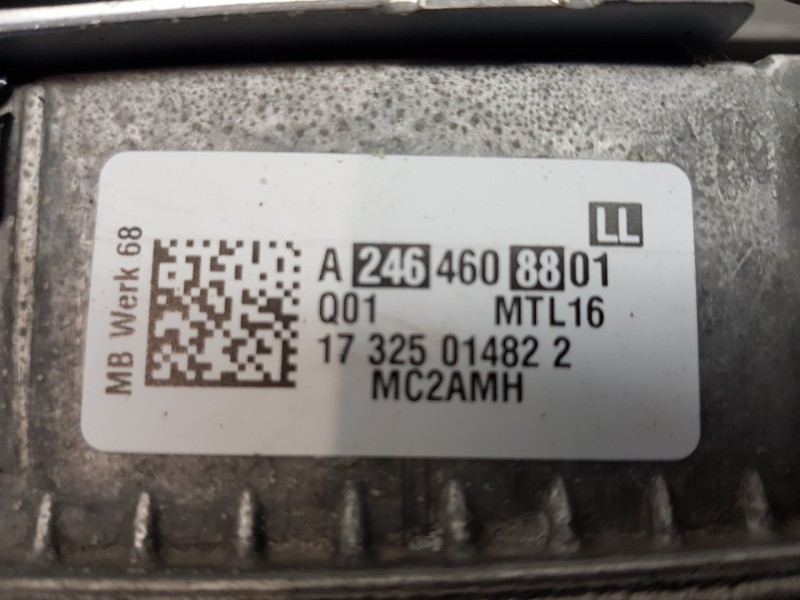 MB Werk 68
LL
A 246 460 88 01
Q01 MTL16
17 325 01482 2
MC2AMH